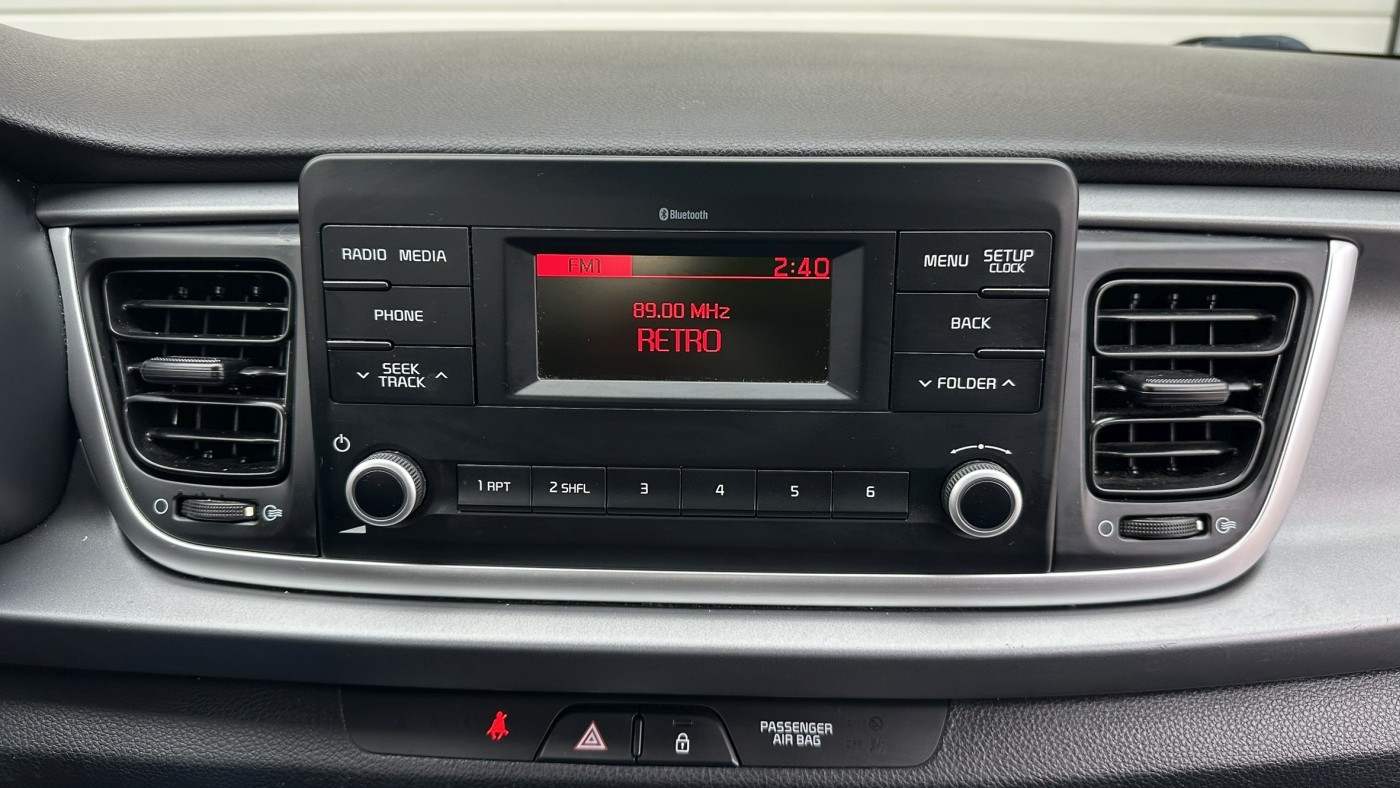 Bluetooth
RADIO MEDIA
PHONE
SEEK
TRACK
FM1 2:40
89.00 MHz
RETRO
MENU SETUP
CLOCK
BACK
FOLDER
1 RPT 2 SHFL 3 4 5 6
PASSENGER
AIR BAG